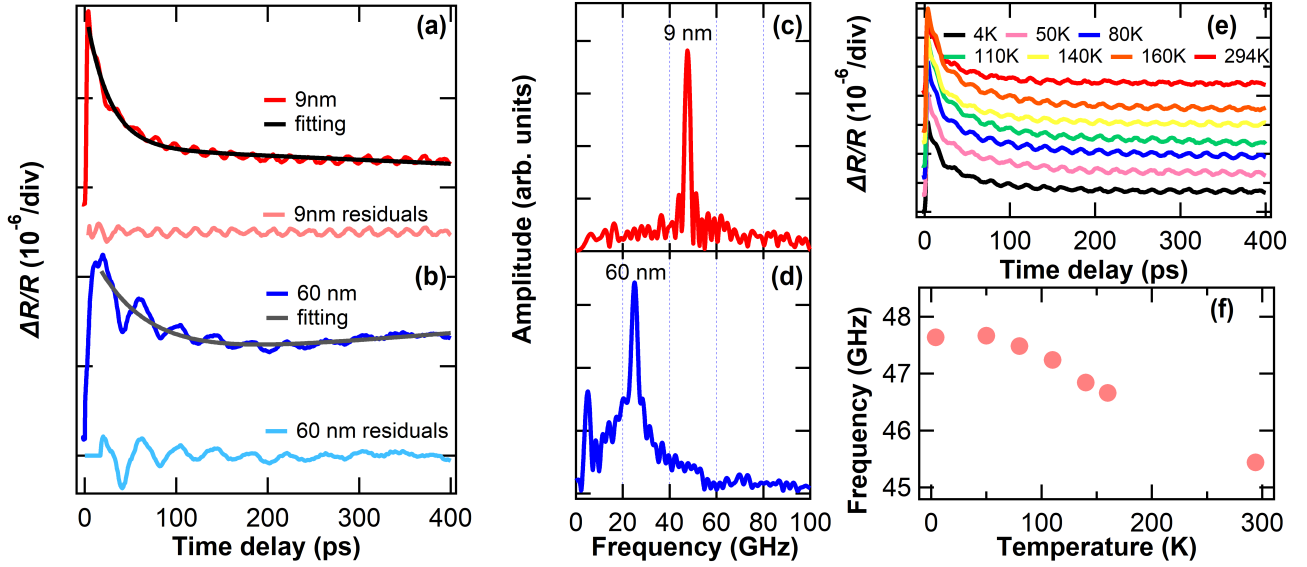 (a)
9nm
fitting
9nm residuals
(b)
60 nm
fitting
60 nm residuals
ΔR/R (10-6/div)
0 100 200 300 400
Time delay (ps)
(c)
9 nm
(d)
60 nm
Amplitude (arb. units)
0 20 40 60 80 100
Frequency (GHz)
(e)
4K 50K 80K
110K 140K 160K 294K
ΔR/R (10-6/div)
0 100 200 300 400
Time delay (ps)
(f)
48
47
46
45
Frequency (GHz)
0 100 200 300
Temperature (K)